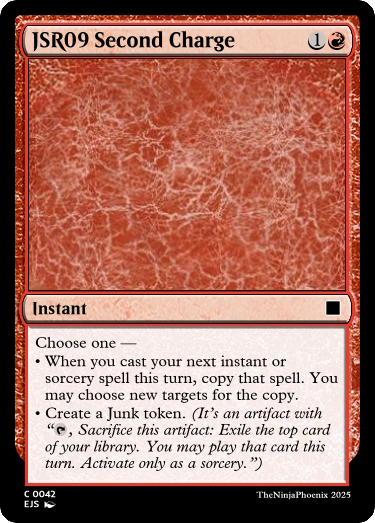 JSR09 Second Charge 1
Instant
Choose one —
• When you cast your next instant or
sorcery spell this turn, copy that spell. You
may choose new targets for the copy.
• Create a Junk token. (It's an artifact with
“, Sacrifice this artifact: Exile the top card
of your library. You may play that card this
turn. Activate only as a sorcery.”)
C 0042
EJS
TheNinjaPhoenix 2025